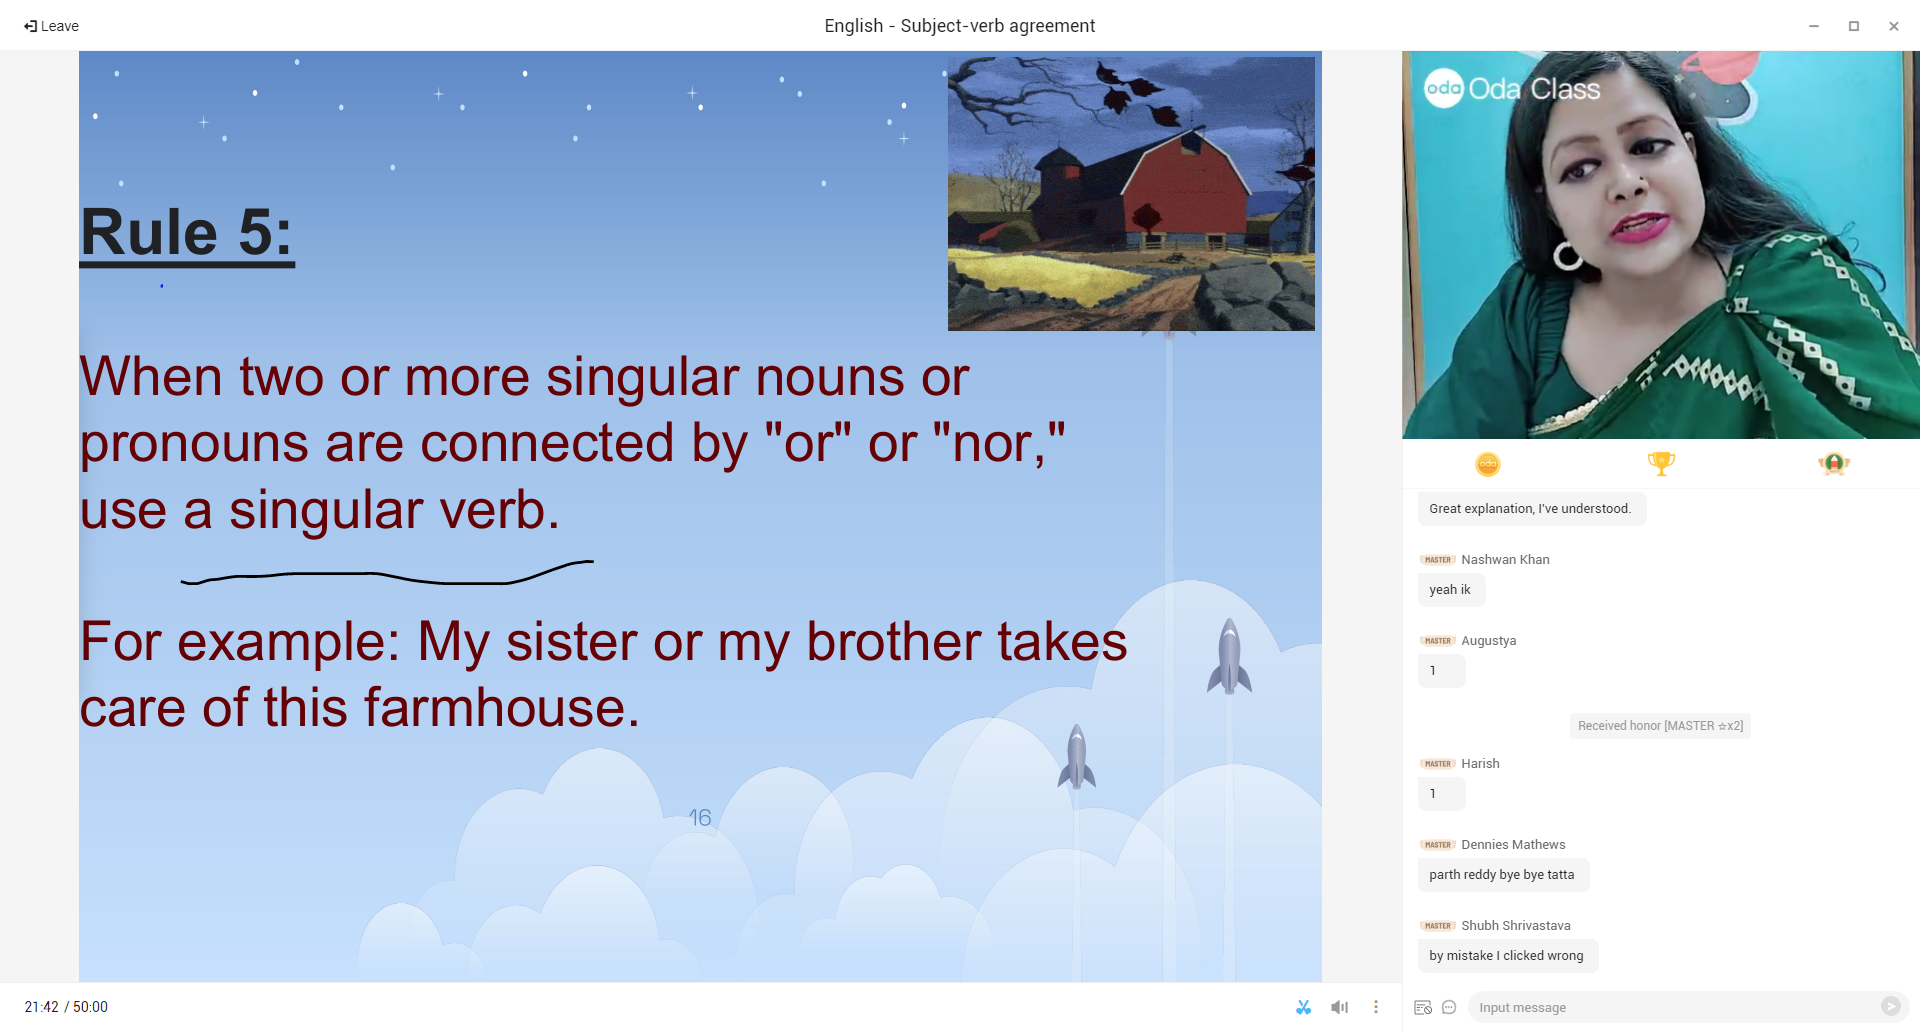 Leave
English - Subject-verb agreement
Rule 5:
When two or more singular nouns or
pronouns are connected by "or" or "nor,"
use a singular verb.
For example: My sister or my brother takes
care of this farmhouse.
16
21:42 / 50:00
oda Oda Class
oda
Great explanation, I've understood.
MASTER Nashwan Khan
yeah ik
MASTER Augustya
1
Received honor [MASTER ☆x2]
MASTER Harish
1
MASTER Dennies Mathews
parth reddy bye bye tatta
MASTER Shubh Shrivastava
by mistake I clicked wrong
Input message